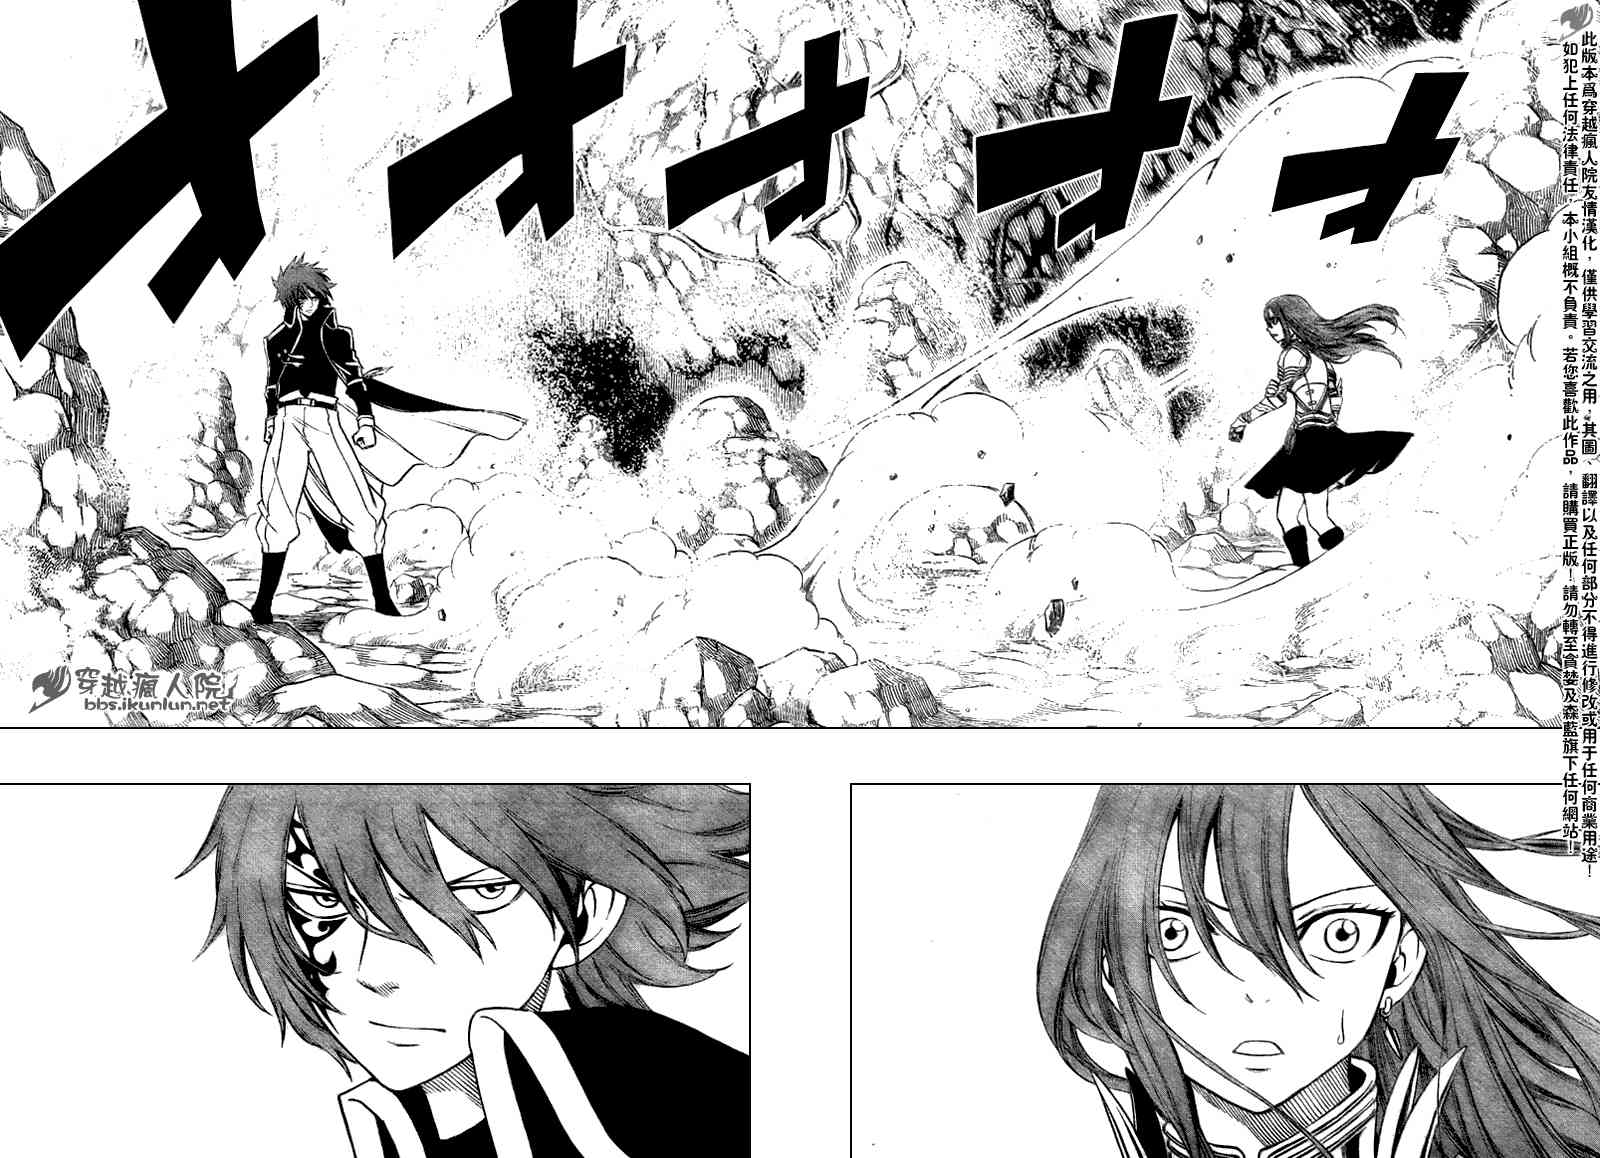 ゴゴゴゴゴ
此版本爲穿越瘋人院友情漢化，僅供學習交流之用，其圖、翻譯以及任何部分不得進行修改或用于任何商業用途！
如犯上任何法律責任，本小組概不負責。若您喜歡此作品，請購買正版！請勿轉至貪婪及森藍旗下任何網站！
穿越瘋人院
bbs.ikunlun.net